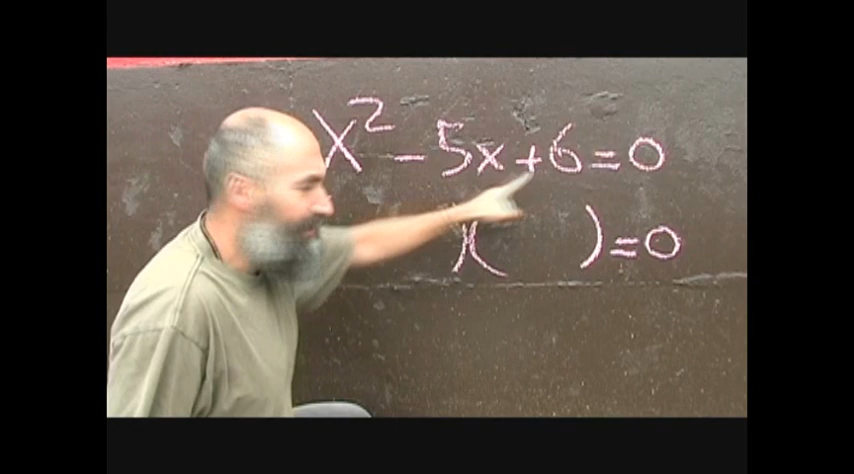 x² - 5x + 6 = 0
)( ) = 0